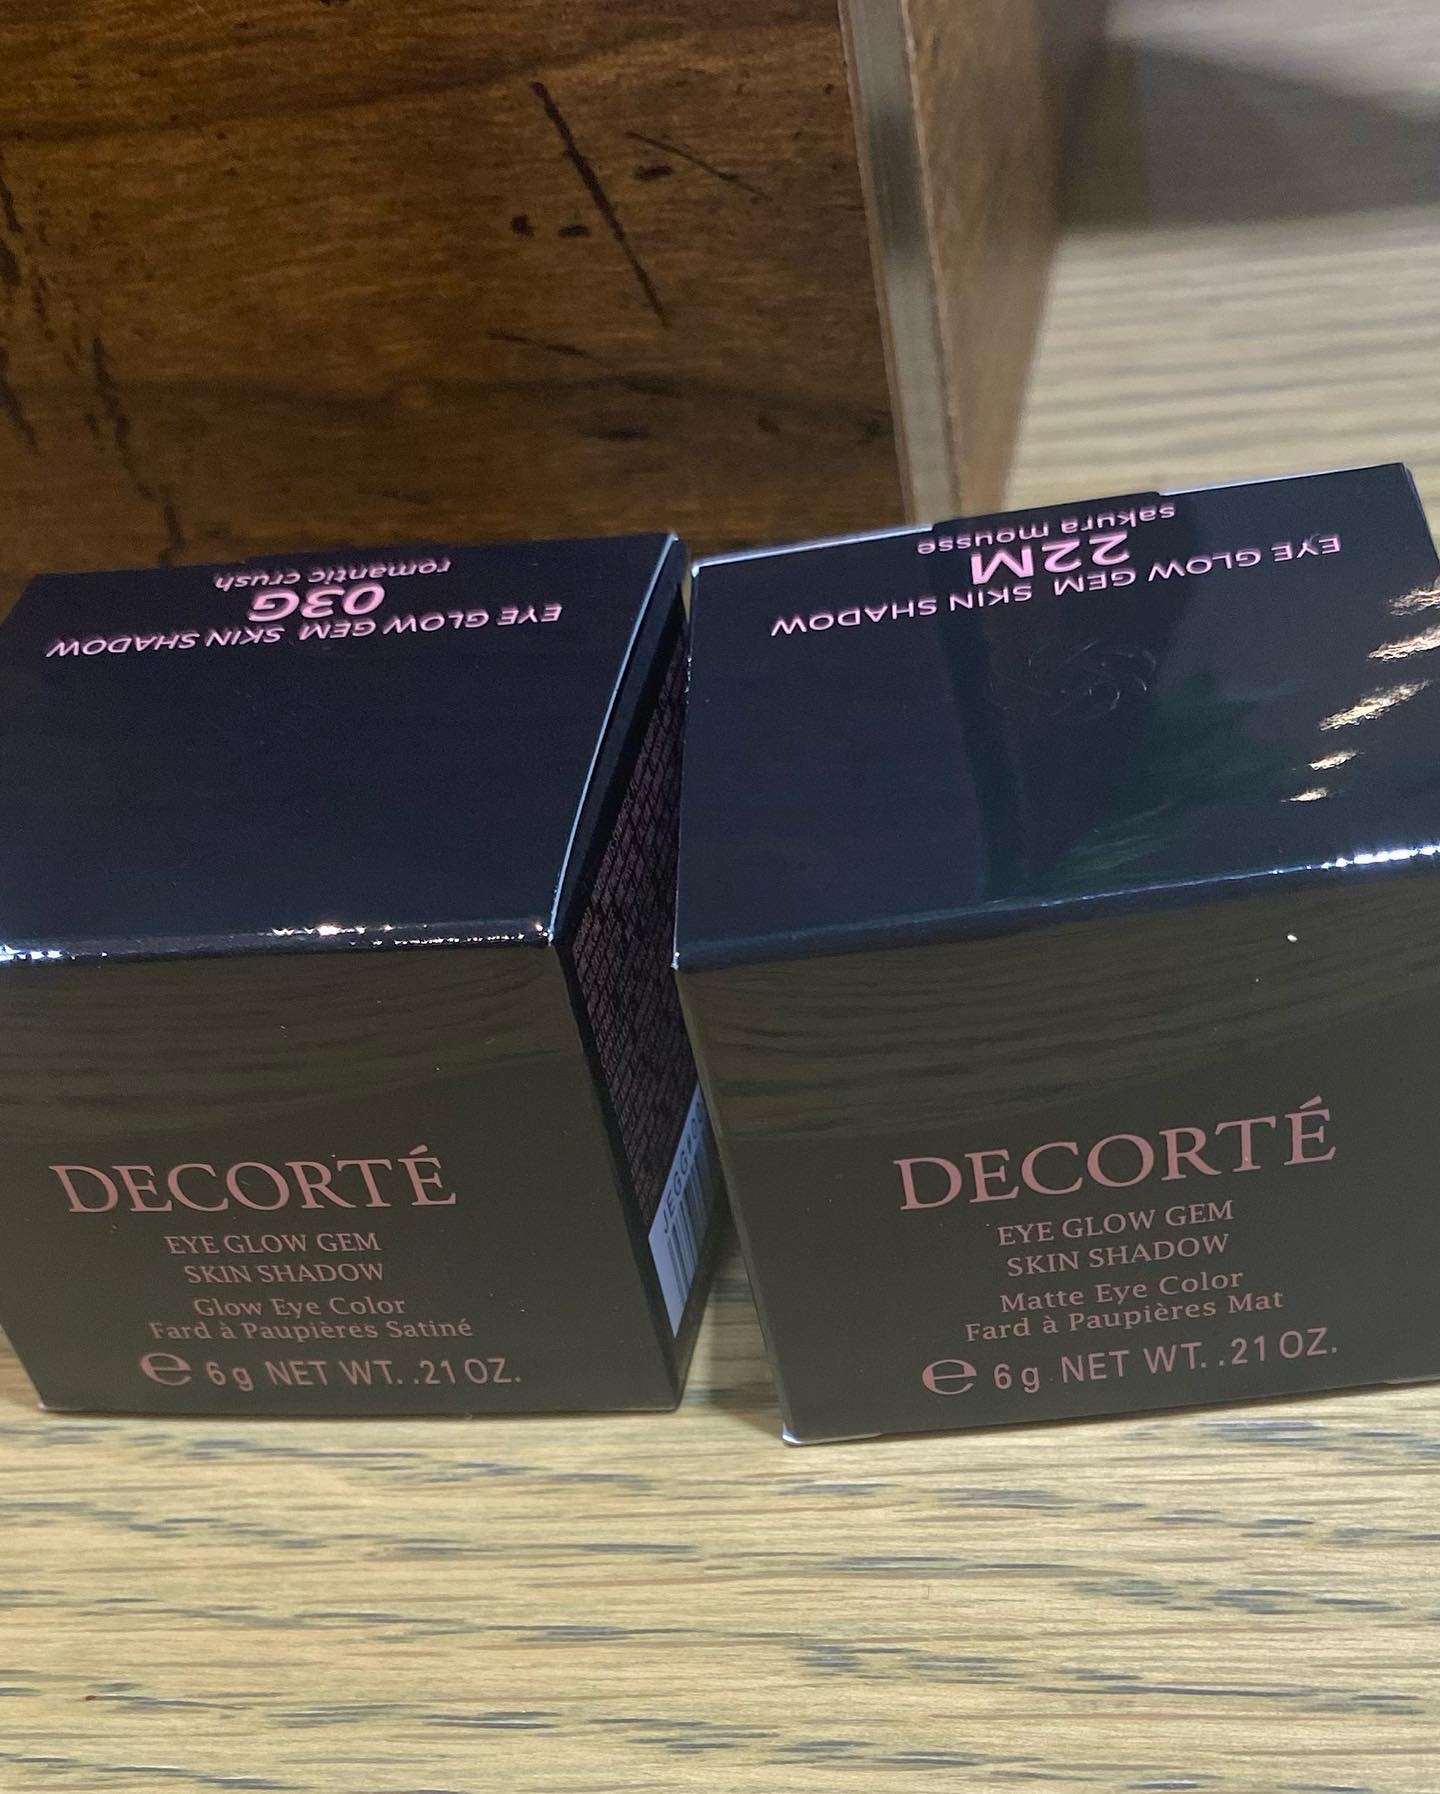 EYE GLOW GEM SKIN SHADOW
03G
romantic crush
DECORTÉ
EYE GLOW GEM
SKIN SHADOW
Glow Eye Color
Fard à Paupières Satiné
℮ 6g NET WT. .21 OZ.
EYE GLOW GEM SKIN SHADOW
22M
sakura mousse
DECORTÉ
EYE GLOW GEM
SKIN SHADOW
Matte Eye Color
Fard à Paupières Mat
℮ 6g NET WT. .21 OZ.